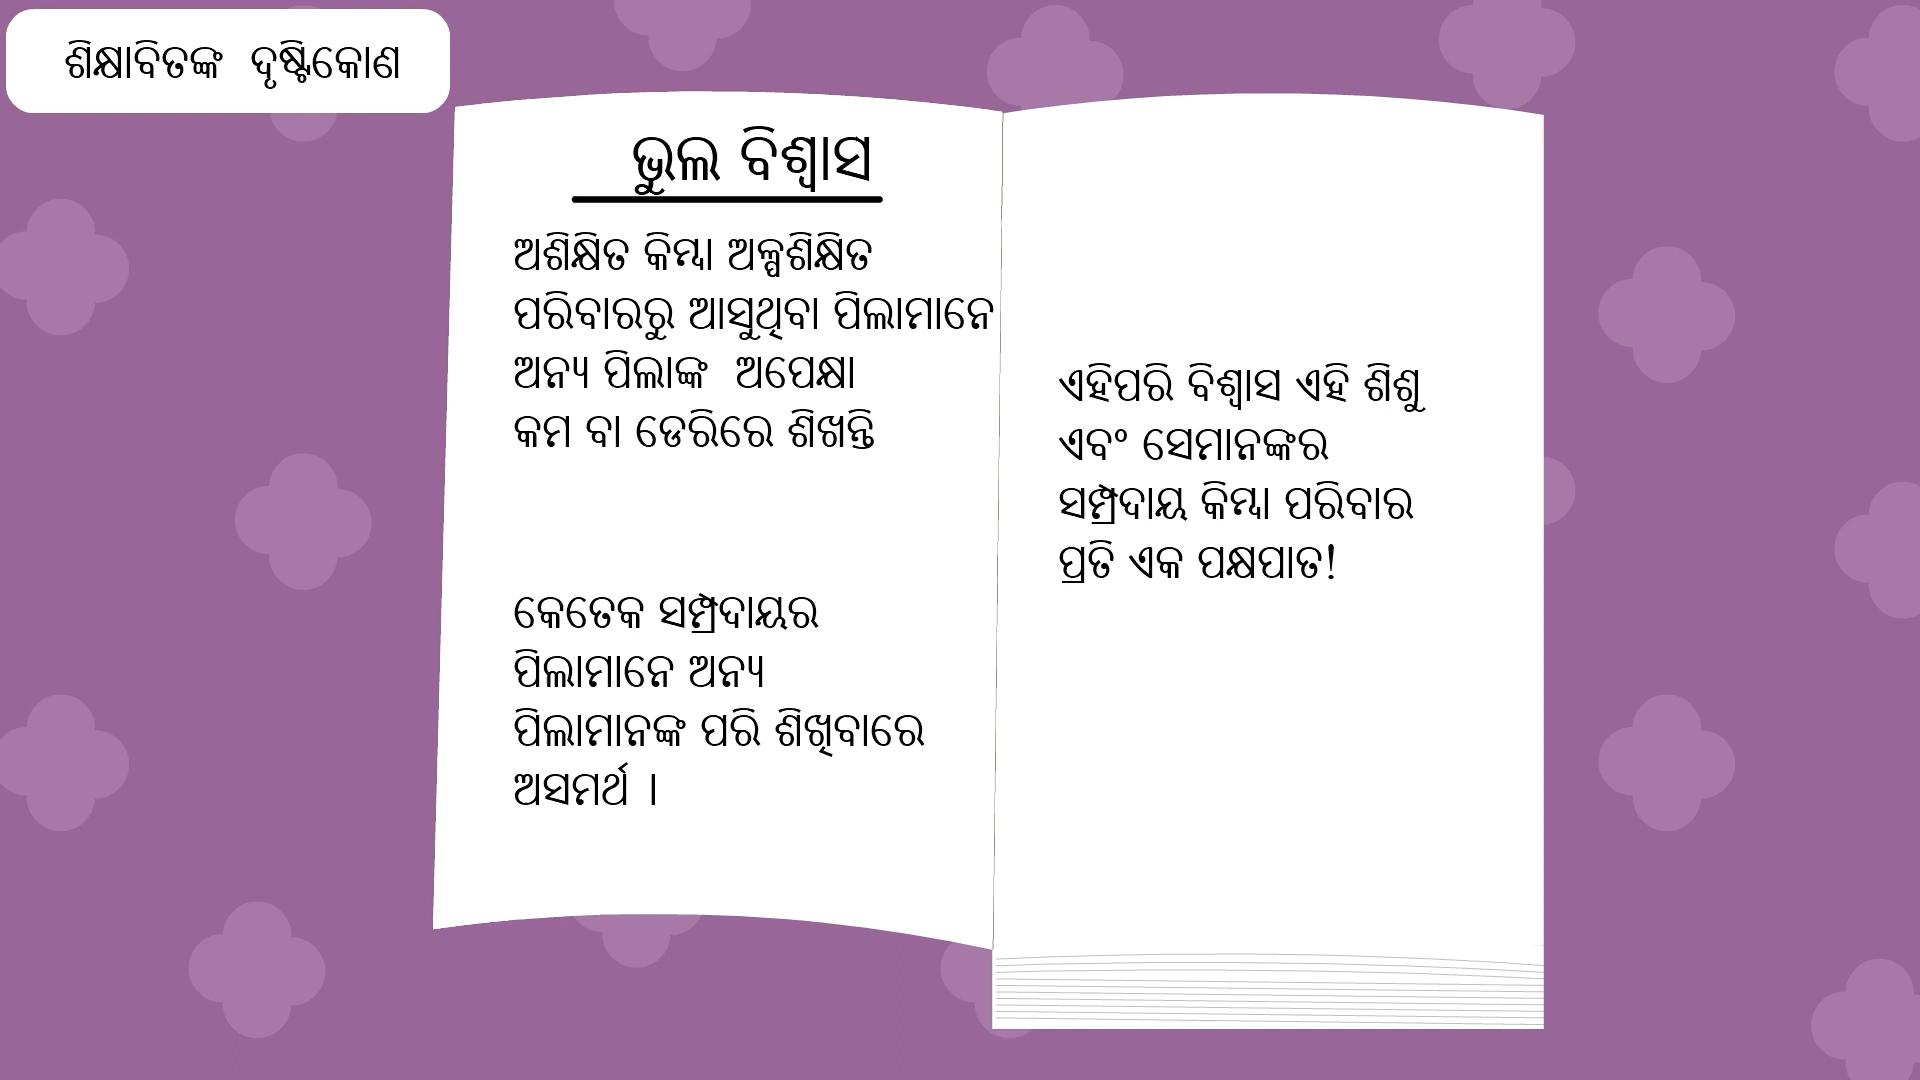 ଶିକ୍ଷାବିତଙ୍କ ଦୃଷ୍ଟିକୋଣ
ଭୁଲ ବିଶ୍ୱାସ
ଅଶିକ୍ଷିତ କିମ୍ବା ଅଳ୍ପଶିକ୍ଷିତ
ପରିବାରରୁ ଆସୁଥିବା ପିଲାମାନେ
ଅନ୍ୟ ପିଲାଙ୍କ ଅପେକ୍ଷା
କମ ବା ଡେରିରେ ଶିଖନ୍ତି
କେତେକ ସମ୍ପ୍ରଦାୟର
ପିଲାମାନେ ଅନ୍ୟ
ପିଲାମାନଙ୍କ ପରି ଶିଖିବାରେ
ଅସମର୍ଥ ।
ଏହିପରି ବିଶ୍ୱାସ ଏହି ଶିଶୁ
ଏବଂ ସେମାନଙ୍କର
ସମ୍ପ୍ରଦାୟ କିମ୍ବା ପରିବାର
ପ୍ରତି ଏକ ପକ୍ଷପାତ!